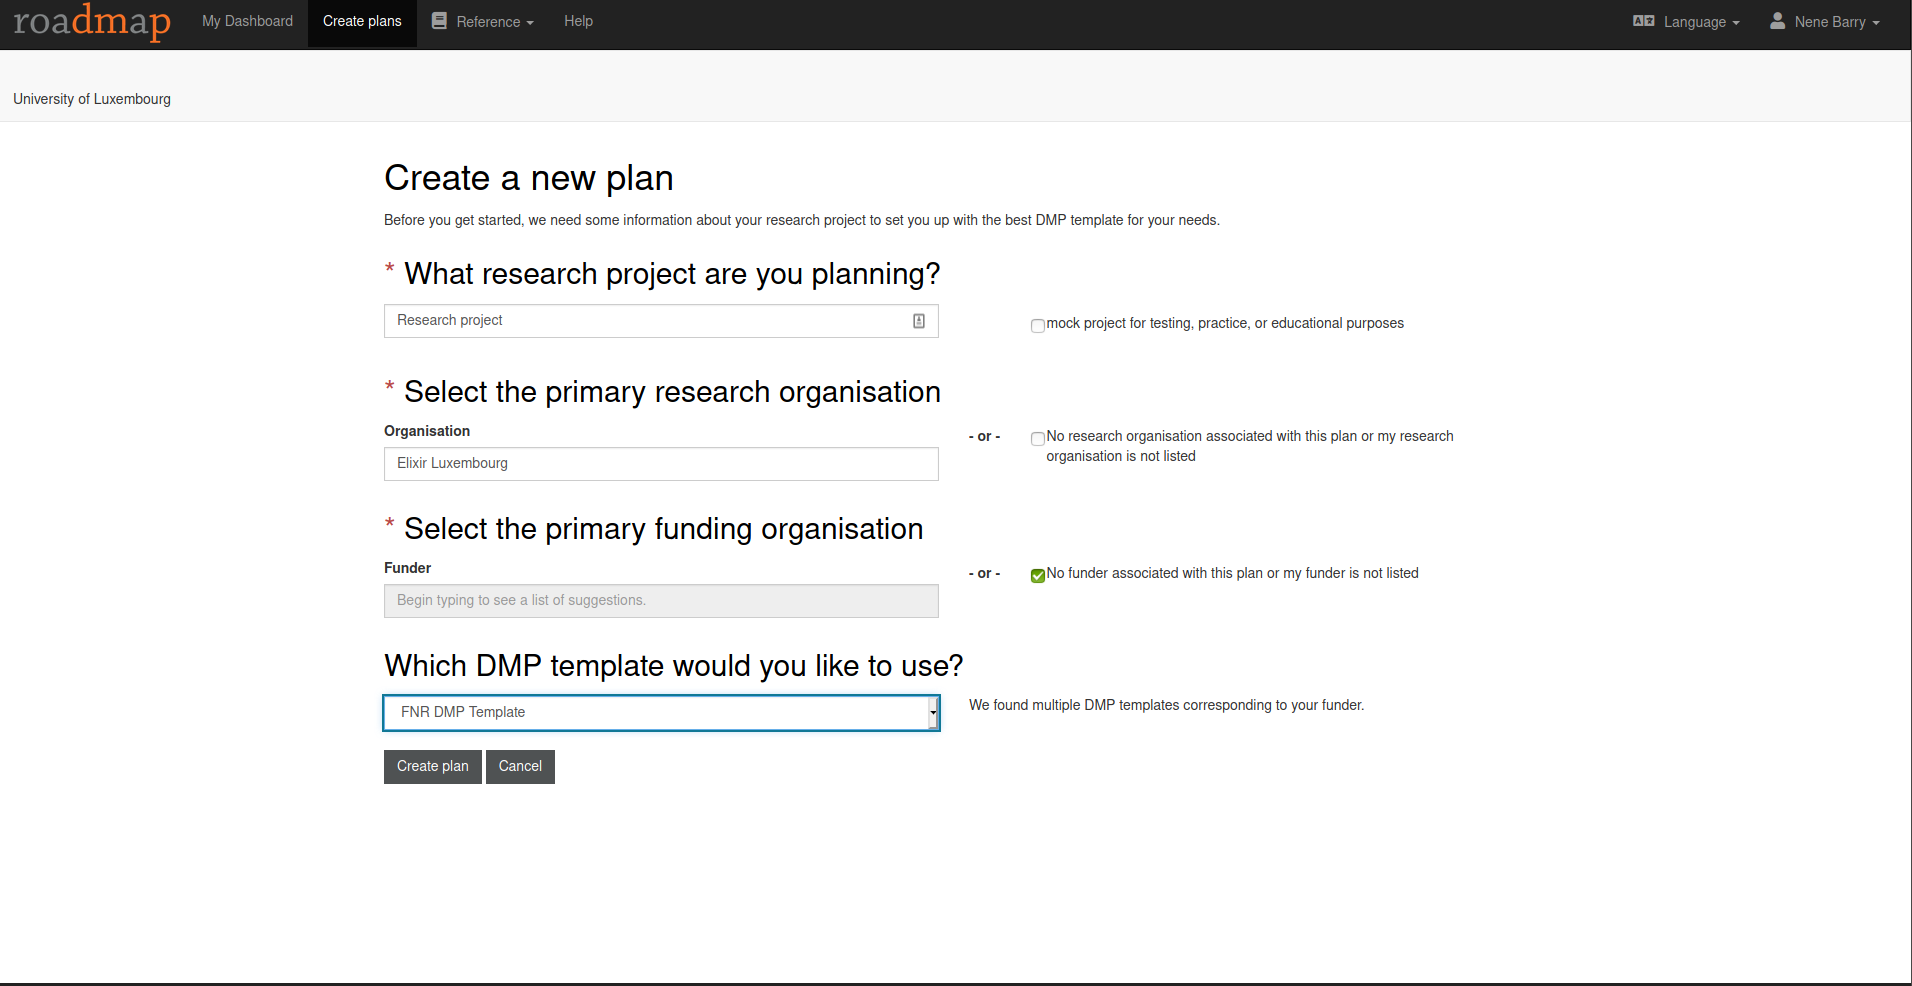 roadmap My Dashboard Create plans Reference Help Language Nene Barry
University of Luxembourg
Create a new plan
Before you get started, we need some information about your research project to set you up with the best DMP template for your needs.
* What research project are you planning?
Research project
mock project for testing, practice, or educational purposes
* Select the primary research organisation
Organisation
Elixir Luxembourg
- or -
No research organisation associated with this plan or my research
organisation is not listed
* Select the primary funding organisation
Funder
Begin typing to see a list of suggestions.
- or -
No funder associated with this plan or my funder is not listed
Which DMP template would you like to use?
FNR DMP Template
We found multiple DMP templates corresponding to your funder.
Create plan Cancel